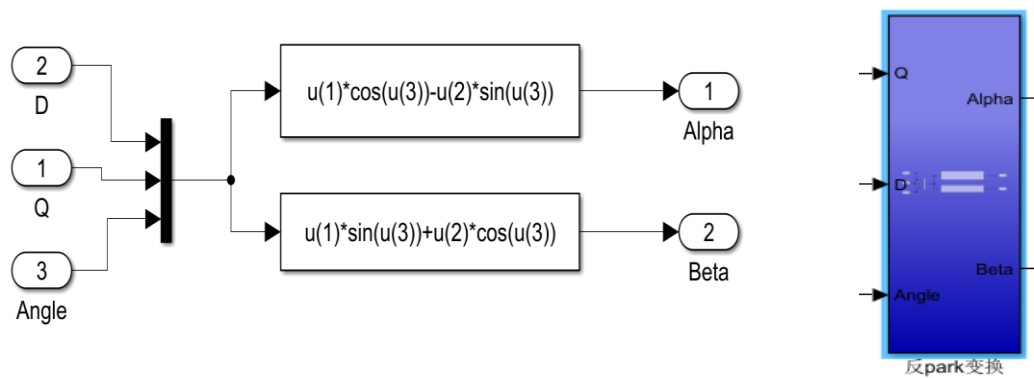 2
D
1
Q
3
Angle
u(1)*cos(u(3))-u(2)*sin(u(3))
u(1)*sin(u(3))+u(2)*cos(u(3))
1
Alpha
2
Beta
Q
Alpha
D
Beta
Angle
反park变换